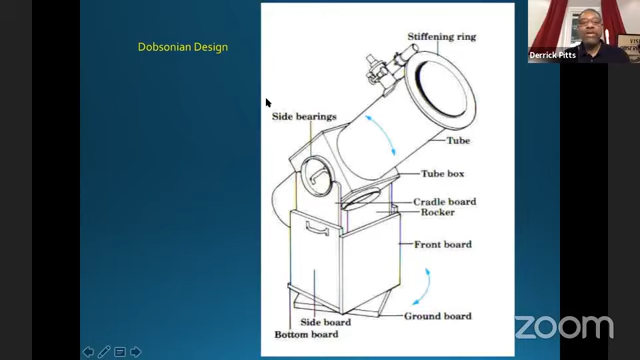 Dobsonian Design
Stiffening ring
Derrick Pitts
Side bearings
Tube
Tube box
Cradle board
Rocker
Front board
Ground board
Side board
Bottom board
zoom